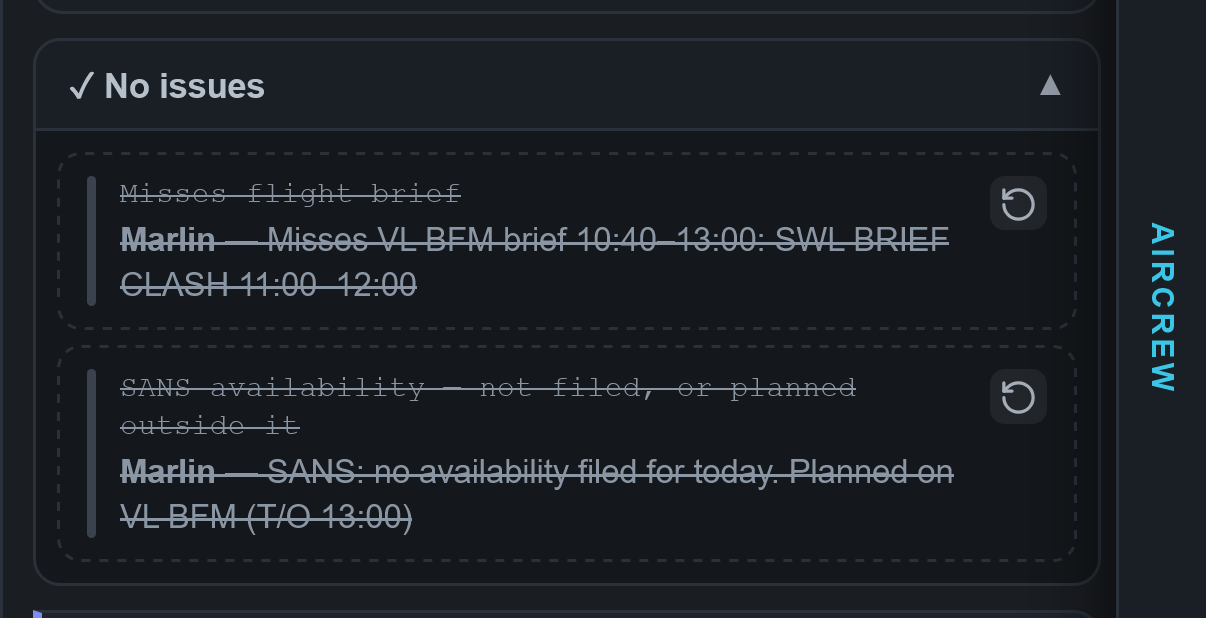 ✓ No issues ▲
Misses flight brief
Marlin — Misses VL BFM brief 10:40–13:00: SWL BRIEF
CLASH 11:00–12:00
SANS availability — not filed, or planned
outside it
Marlin — SANS: no availability filed for today. Planned on
VL BFM (T/O 13:00)
AIRCREW